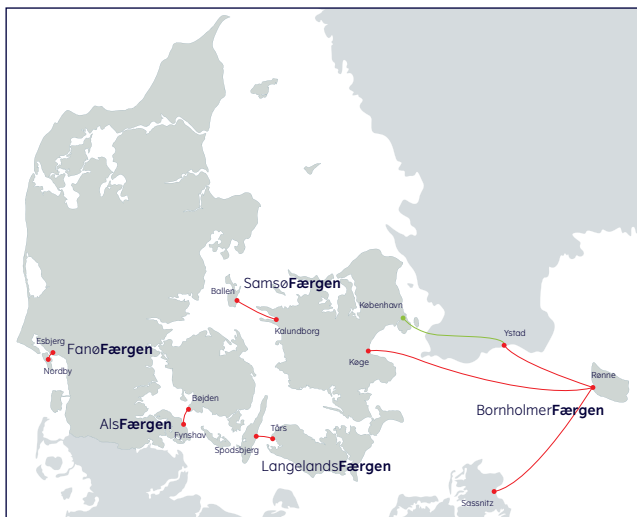 SamsøFærgen
Ballen
København
Kalundborg
Ystad
Esbjerg
FanøFærgen
Nordby
Køge
Rønne
Bøjden
BornholmerFærgen
AlsFærgen
Fynshav
Tårs
Spodsbjerg
LangelandsFærgen
Sassnitz